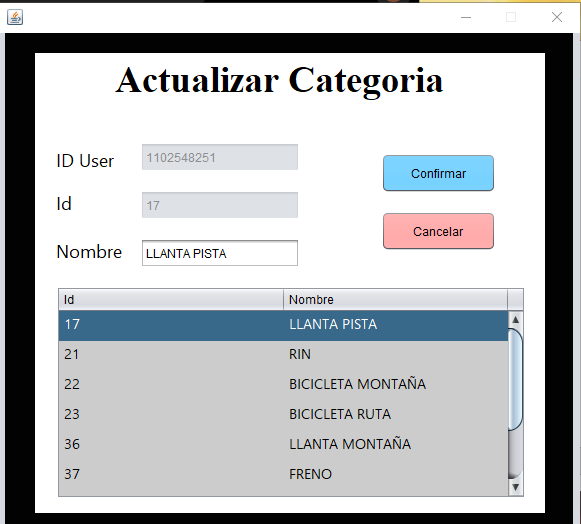 Actualizar Categoria
ID User 1102548251
Confirmar
Id 17
Cancelar
Nombre LLANTA PISTA
Id Nombre
17 LLANTA PISTA
21 RIN
22 BICICLETA MONTAÑA
23 BICICLETA RUTA
36 LLANTA MONTAÑA
37 FRENO